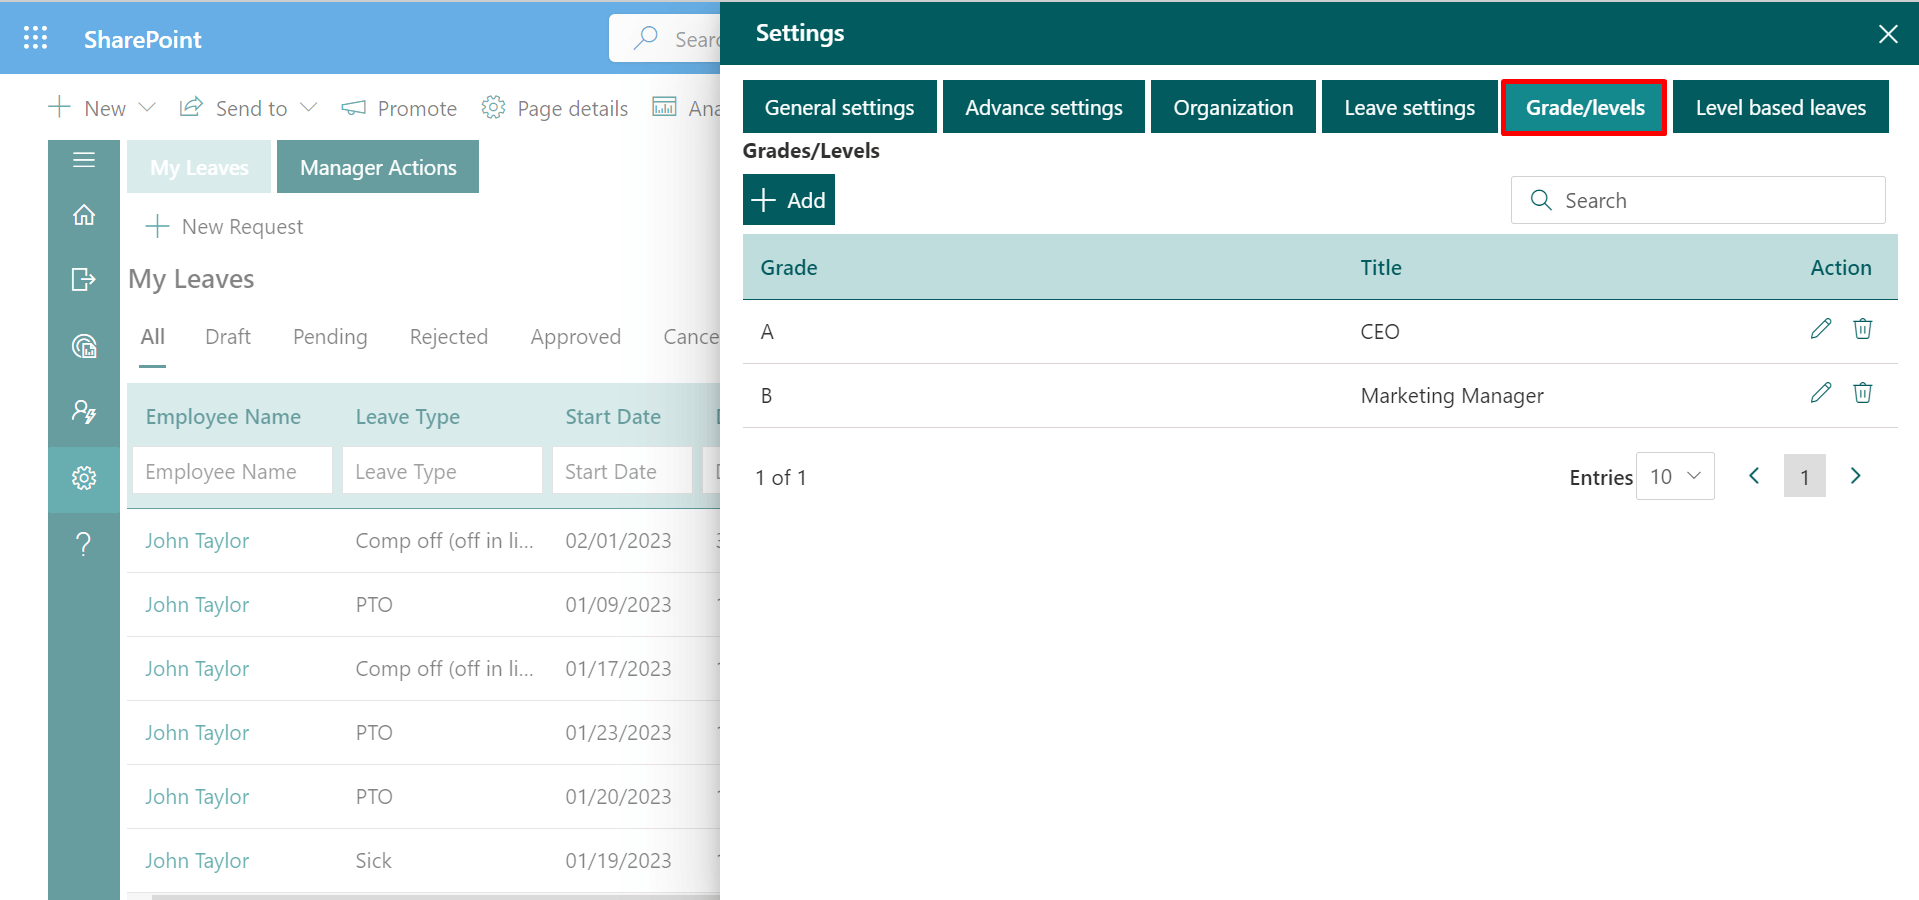 SharePoint
Sear
New
Send to
Promote
Page details
Ana
My Leaves
Manager Actions
New Request
My Leaves
All
Draft
Pending
Rejected
Approved
Cance
Employee Name
Leave Type
Start Date
Employee Name
Leave Type
Start Date
John Taylor
Comp off (off in li...
02/01/2023
John Taylor
PTO
01/09/2023
John Taylor
Comp off (off in li...
01/17/2023
John Taylor
PTO
01/23/2023
John Taylor
PTO
01/20/2023
John Taylor
Sick
01/19/2023
Settings
General settings
Advance settings
Organization
Leave settings
Grade/levels
Level based leaves
Grades/Levels
Add
Search
Grade
Title
Action
A
CEO
B
Marketing Manager
1 of 1
Entries
10
1